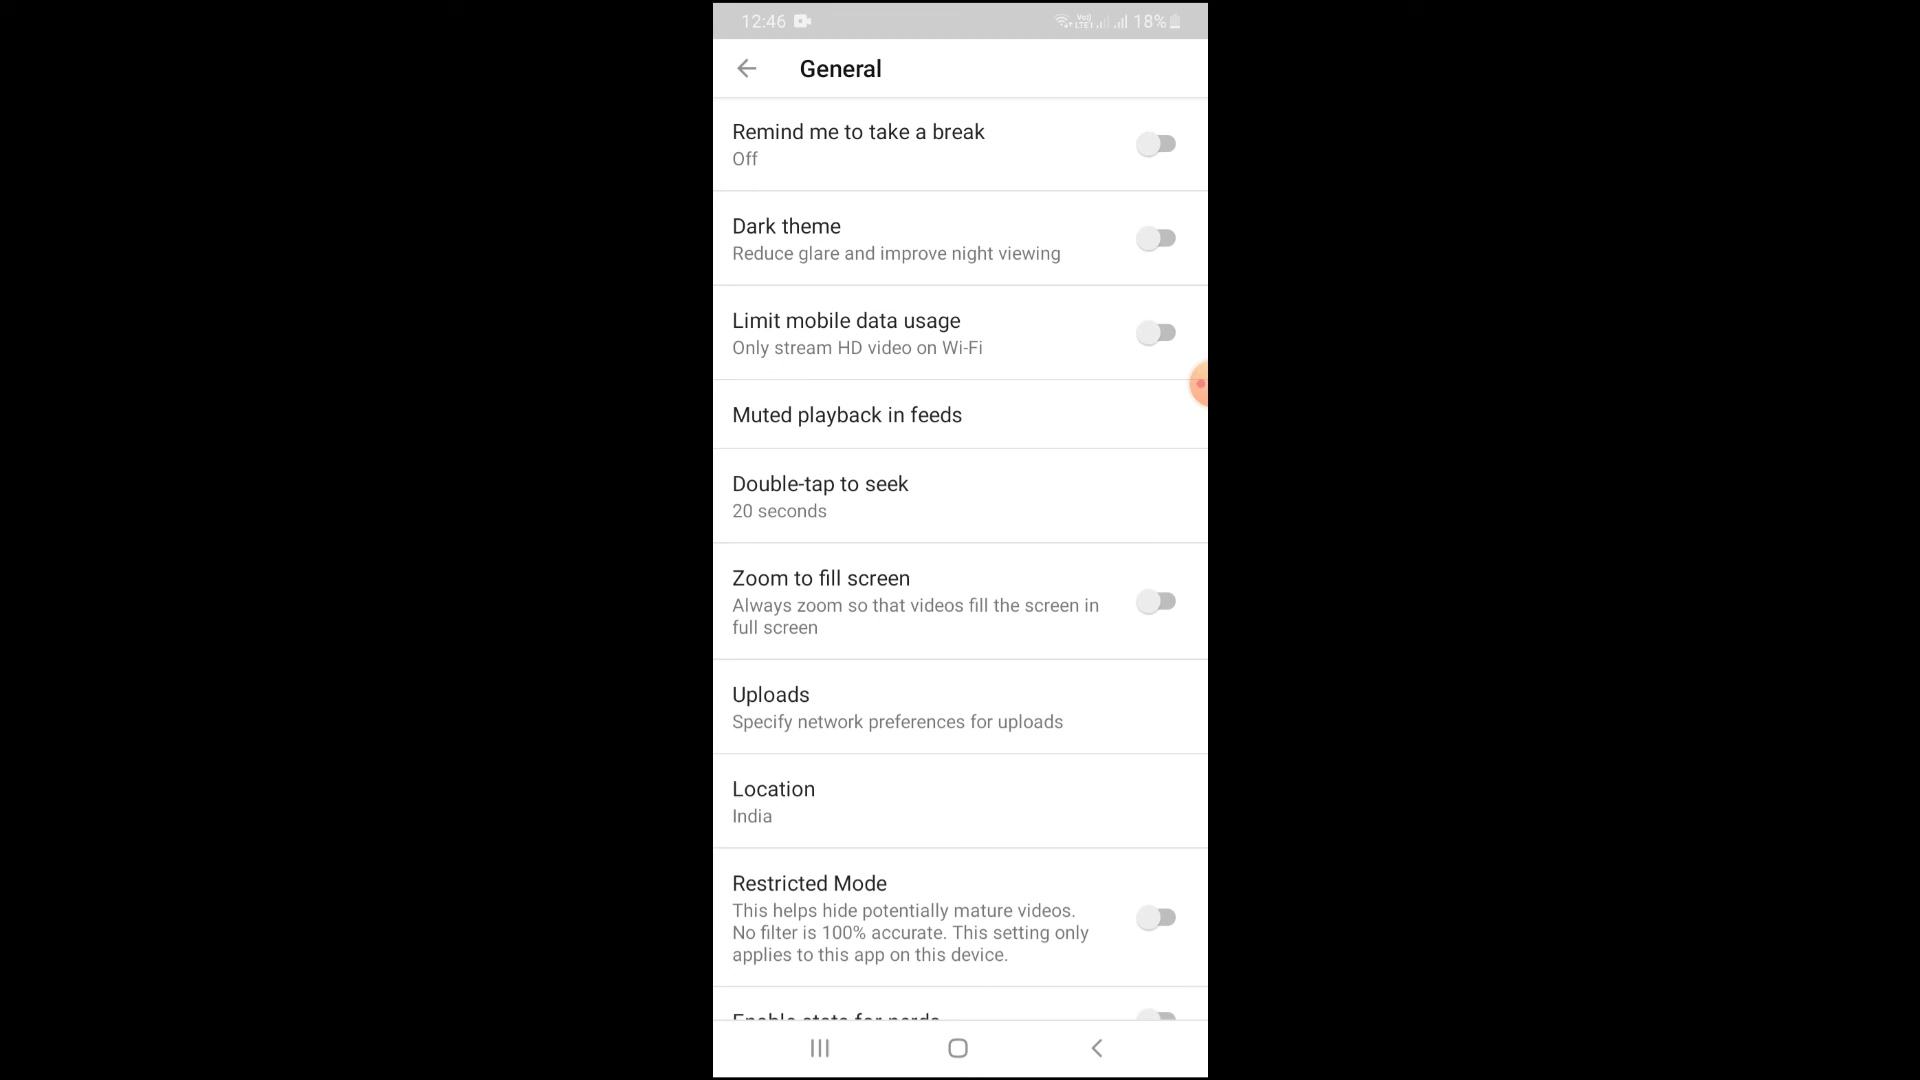 12:46
18%
General
Remind me to take a break
Off
Dark theme
Reduce glare and improve night viewing
Limit mobile data usage
Only stream HD video on Wi-Fi
Muted playback in feeds
Double-tap to seek
20 seconds
Zoom to fill screen
Always zoom so that videos fill the screen in
full screen
Uploads
Specify network preferences for uploads
Location
India
Restricted Mode
This helps hide potentially mature videos.
No filter is 100% accurate. This setting only
applies to this app on this device.
Enable stats for nerds